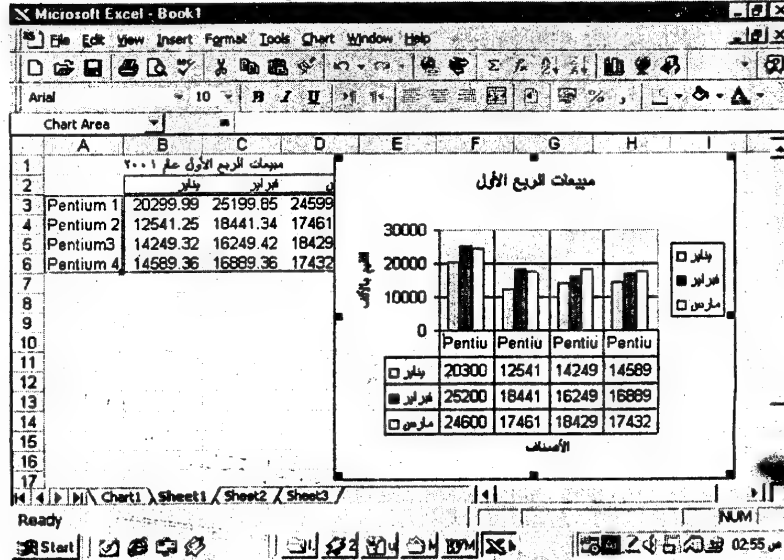 Microsoft Excel - Book1
File Edit View Insert Format Tools Chart Window Help
Arial 10 B I U
Chart Area =
A B C D E F G H I
1 مبيعات الربع الأول عام ٢٠٠١
2 يناير فبراير
3 Pentium 1 20299.99 25199.85 24599
4 Pentium 2 12541.25 18441.34 17461
5 Pentium3 14249.32 16249.42 18429
6 Pentium 4 14589.36 16889.36 17432
7
8
9
10
11
12
13
14
15
16
17
مبيعات الربع الأول
القيم بالألف
30000
20000
10000
0
Pentiu Pentiu Pentiu Pentiu
يناير 20300 12541 14249 14589
فبراير 25200 18441 16249 16889
مارس 24600 17461 18429 17432
الأصناف
يناير
فبراير
مارس
Chart1 Sheet1 Sheet2 Sheet3
Ready NUM
Start 02:55